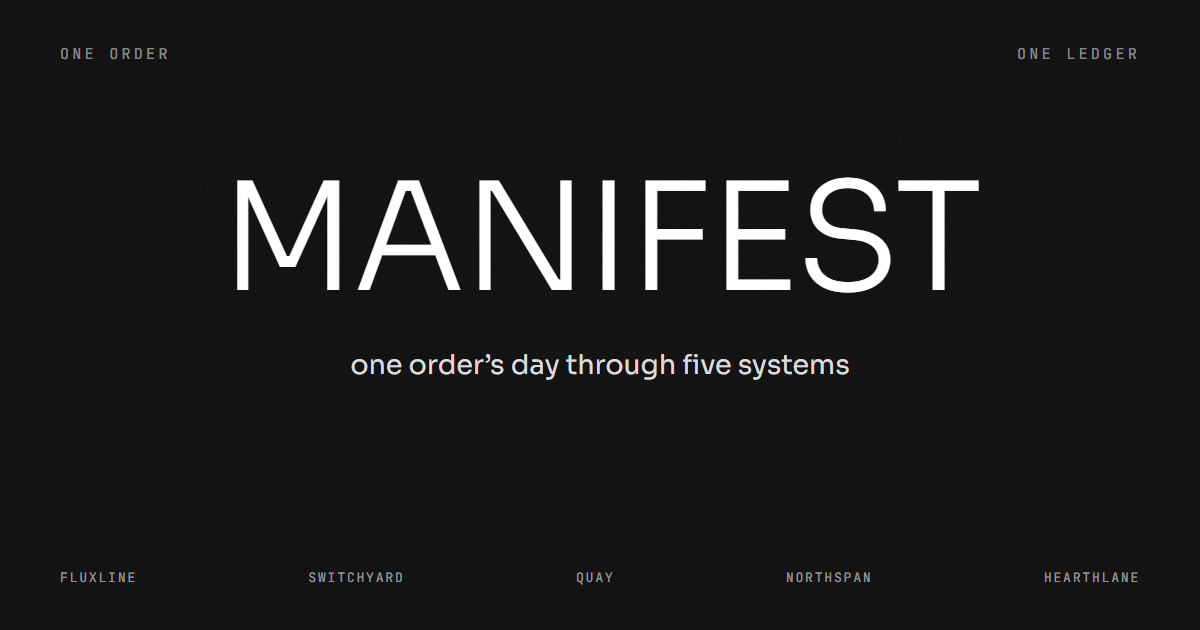 ONE ORDER
ONE LEDGER
MANIFEST
one order’s day through five systems
FLUXLINE
SWITCHYARD
QUAY
NORTHSPAN
HEARTHLANE